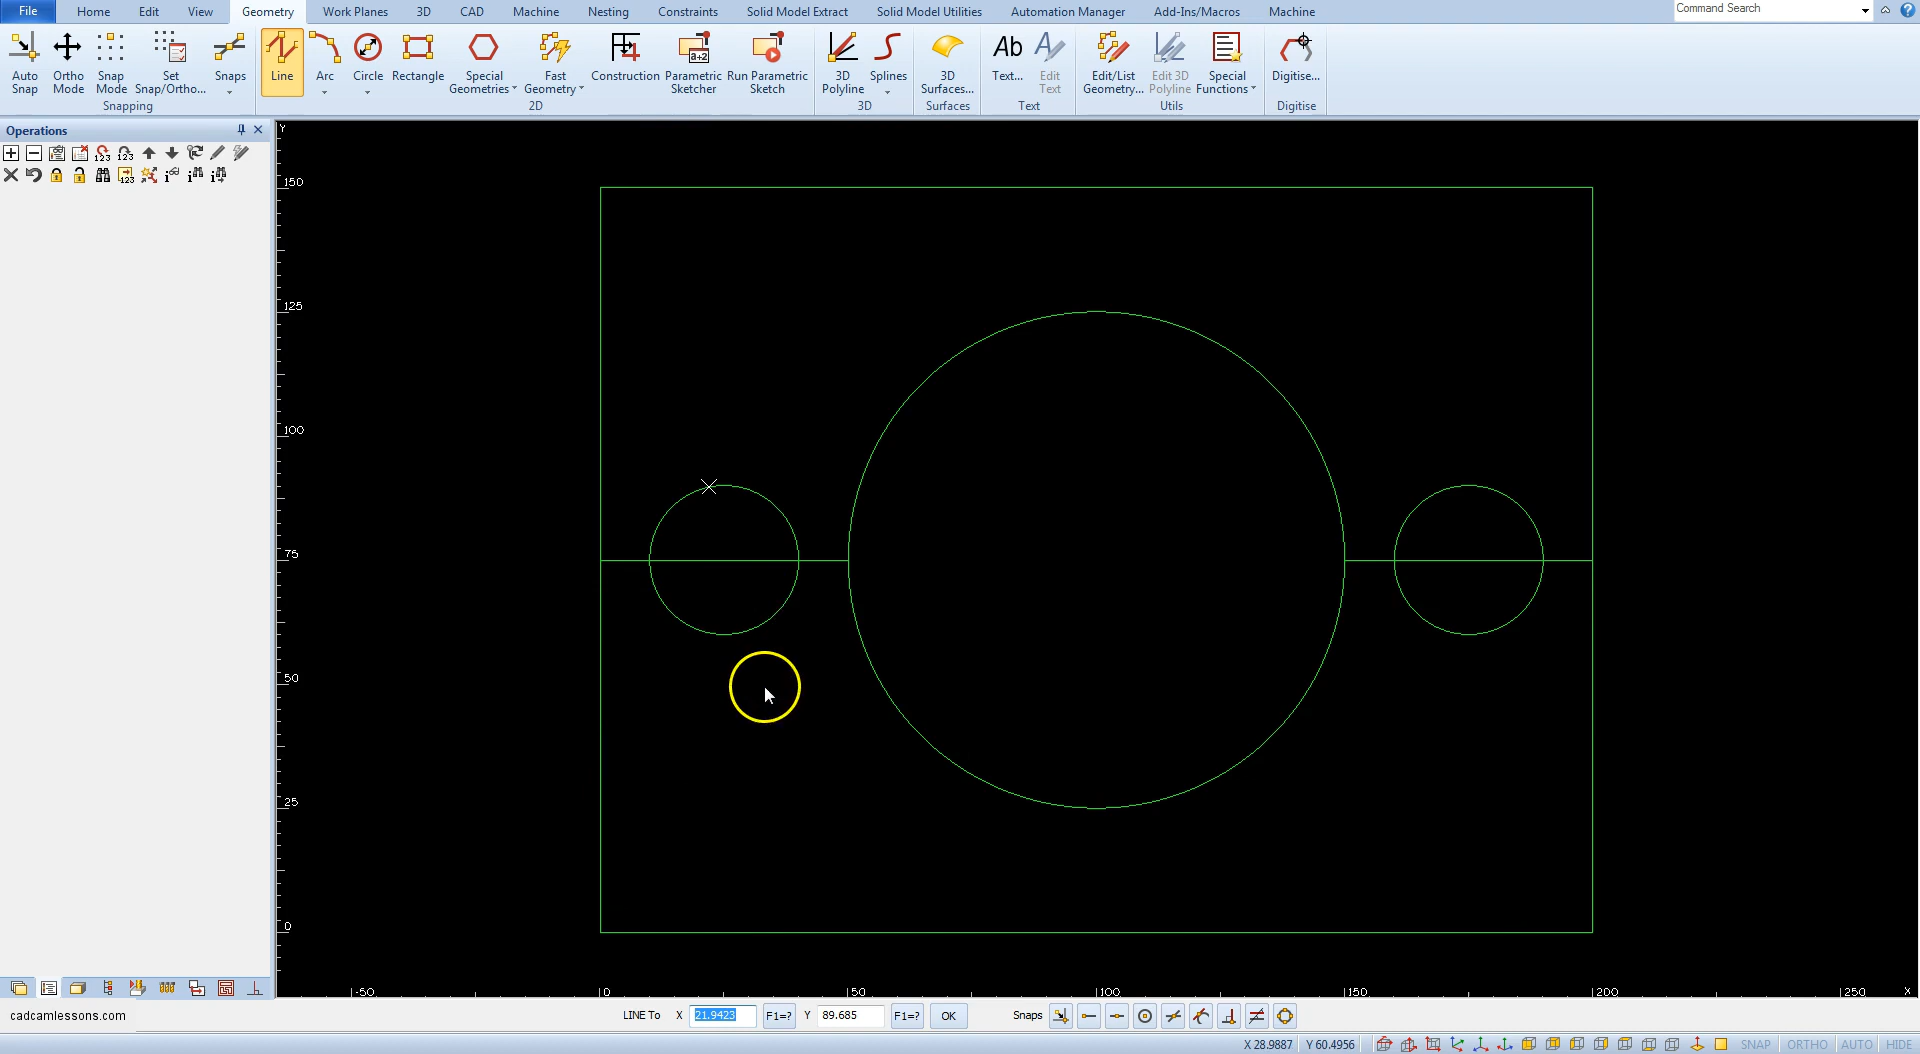 File Home Edit View Geometry Work Planes 3D CAD Machine Nesting Constraints Solid Model Extract Solid Model Utilities Automation Manager Add-Ins/Macros Machine Command Search
Auto Snap
Ortho Mode
Snap Mode
Set Snap/Ortho...
Snaps
Line
Arc
Circle
Rectangle
Special Geometries
Fast Geometry
Construction
Parametric Sketcher
Run Parametric Sketch
3D Polyline
Splines
3D Surfaces...
Ab
Text...
Edit Text
Edit/List Geometry...
Edit 3D Polyline
Special Functions
Digitise...
Snapping 2D 3D Surfaces Text Utils Digitise
Operations
Y
150
125
100
75
50
25
0
-50 0 50 100 150 200 250 X
cadcamlessons.com
LINE To X 21.9423 F1=? Y 89.685 F1=? OK Snaps
X 28.9887 Y 60.4956 SNAP ORTHO AUTO HIDE